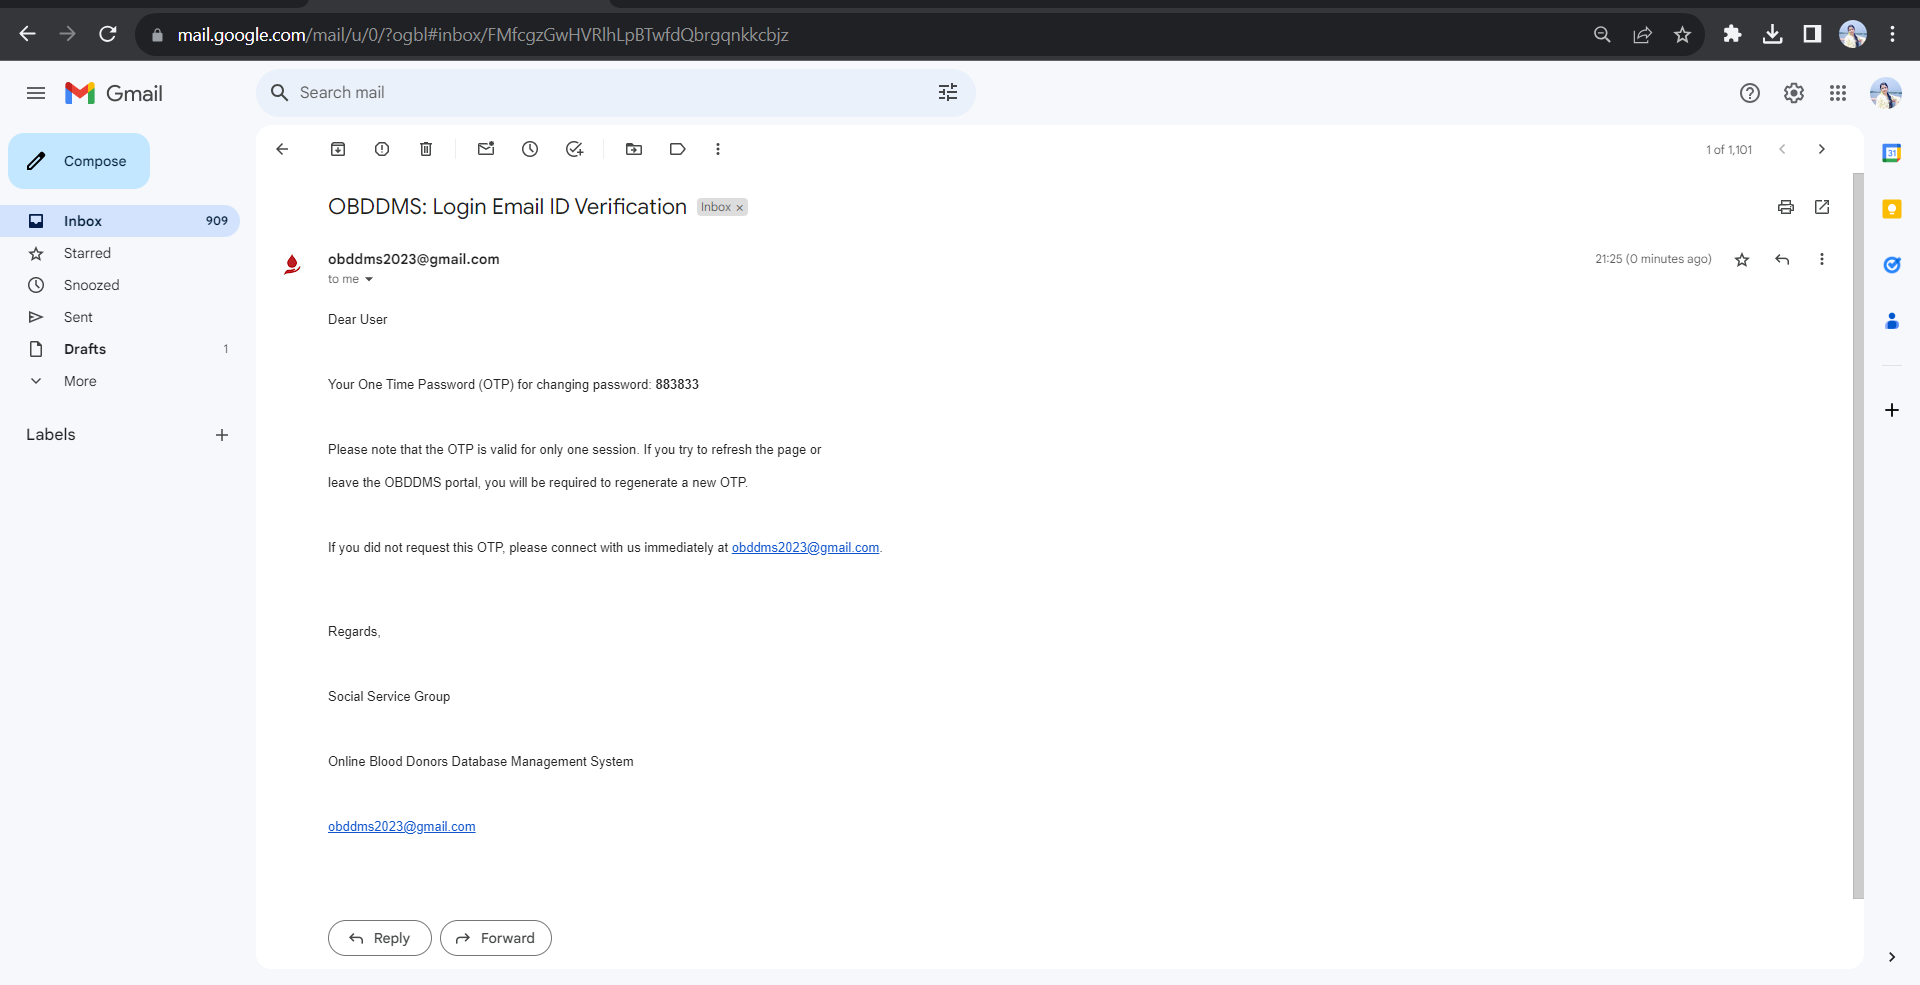 mail.google.com/mail/u/0/?ogbl#inbox/FMfcgzGwHVRlhLpBTwfdQbrgqnkkcbjz
Gmail
Search mail
Compose
1 of 1,101
31
Inbox 909
Starred
Snoozed
Sent
Drafts 1
More
Labels
OBDDMS: Login Email ID Verification Inbox x
obddms2023@gmail.com 21:25 (0 minutes ago)
to me
Dear User
Your One Time Password (OTP) for changing password: 883833
Please note that the OTP is valid for only one session. If you try to refresh the page or
leave the OBDDMS portal, you will be required to regenerate a new OTP.
If you did not request this OTP, please connect with us immediately at obddms2023@gmail.com.
Regards,
Social Service Group
Online Blood Donors Database Management System
obddms2023@gmail.com
Reply Forward